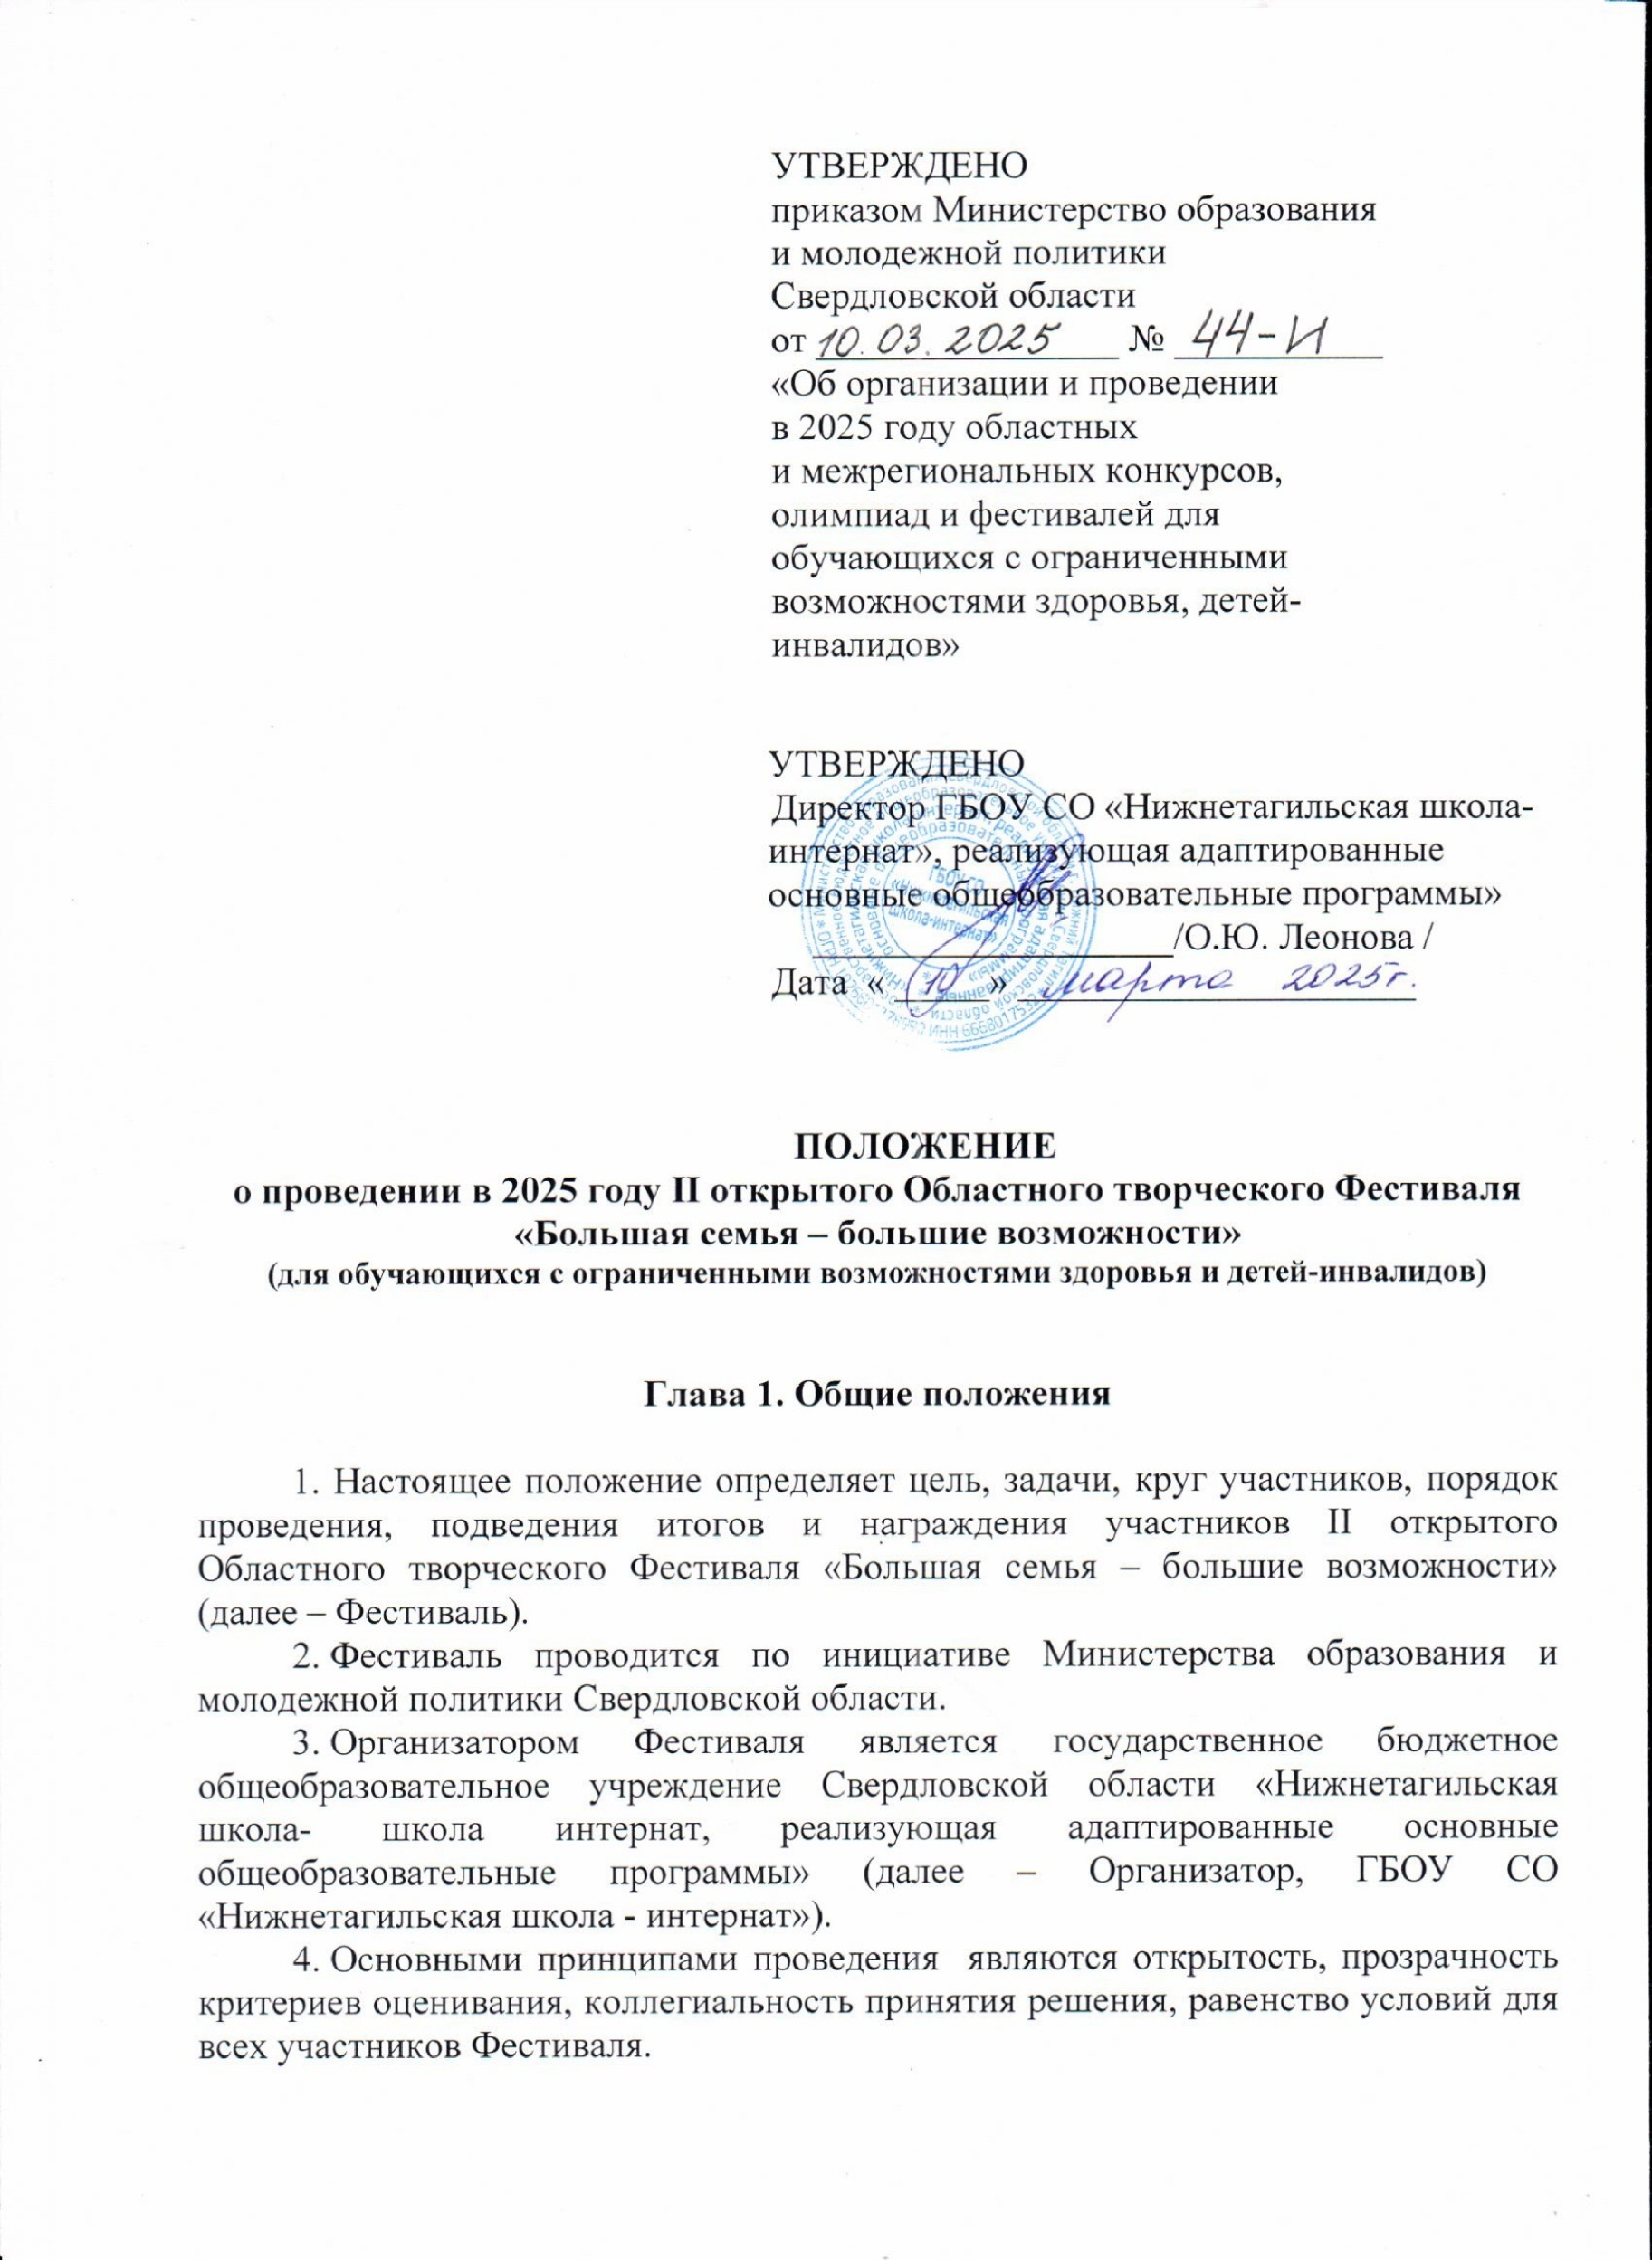 УТВЕРЖДЕНО
приказом Министерство образования
и молодежной политики
Свердловской области
от 10.03.2025 № 44-И
«Об организации и проведении
в 2025 году областных
и межрегиональных конкурсов,
олимпиад и фестивалей для
обучающихся с ограниченными
возможностями здоровья, детей-
инвалидов»
УТВЕРЖДЕНО
Директор ГБОУ СО «Нижнетагильская школа-
интернат», реализующая адаптированные
основные общеобразовательные программы»
/О.Ю. Леонова /
Дата « 10 » марта 2025г.
ГБОУ СО
«Нижнетагильская
школа-интернат»
ПОЛОЖЕНИЕ
о проведении в 2025 году II открытого Областного творческого Фестиваля
«Большая семья – большие возможности»
(для обучающихся с ограниченными возможностями здоровья и детей-инвалидов)
Глава 1. Общие положения
1. Настоящее положение определяет цель, задачи, круг участников, порядок
проведения, подведения итогов и награждения участников II открытого
Областного творческого Фестиваля «Большая семья – большие возможности»
(далее – Фестиваль).
2. Фестиваль проводится по инициативе Министерства образования и
молодежной политики Свердловской области.
3. Организатором Фестиваля является государственное бюджетное
общеобразовательное учреждение Свердловской области «Нижнетагильская
школа- школа интернат, реализующая адаптированные основные
общеобразовательные программы» (далее – Организатор, ГБОУ СО
«Нижнетагильская школа - интернат»).
4. Основными принципами проведения являются открытость, прозрачность
критериев оценивания, коллегиальность принятия решения, равенство условий для
всех участников Фестиваля.